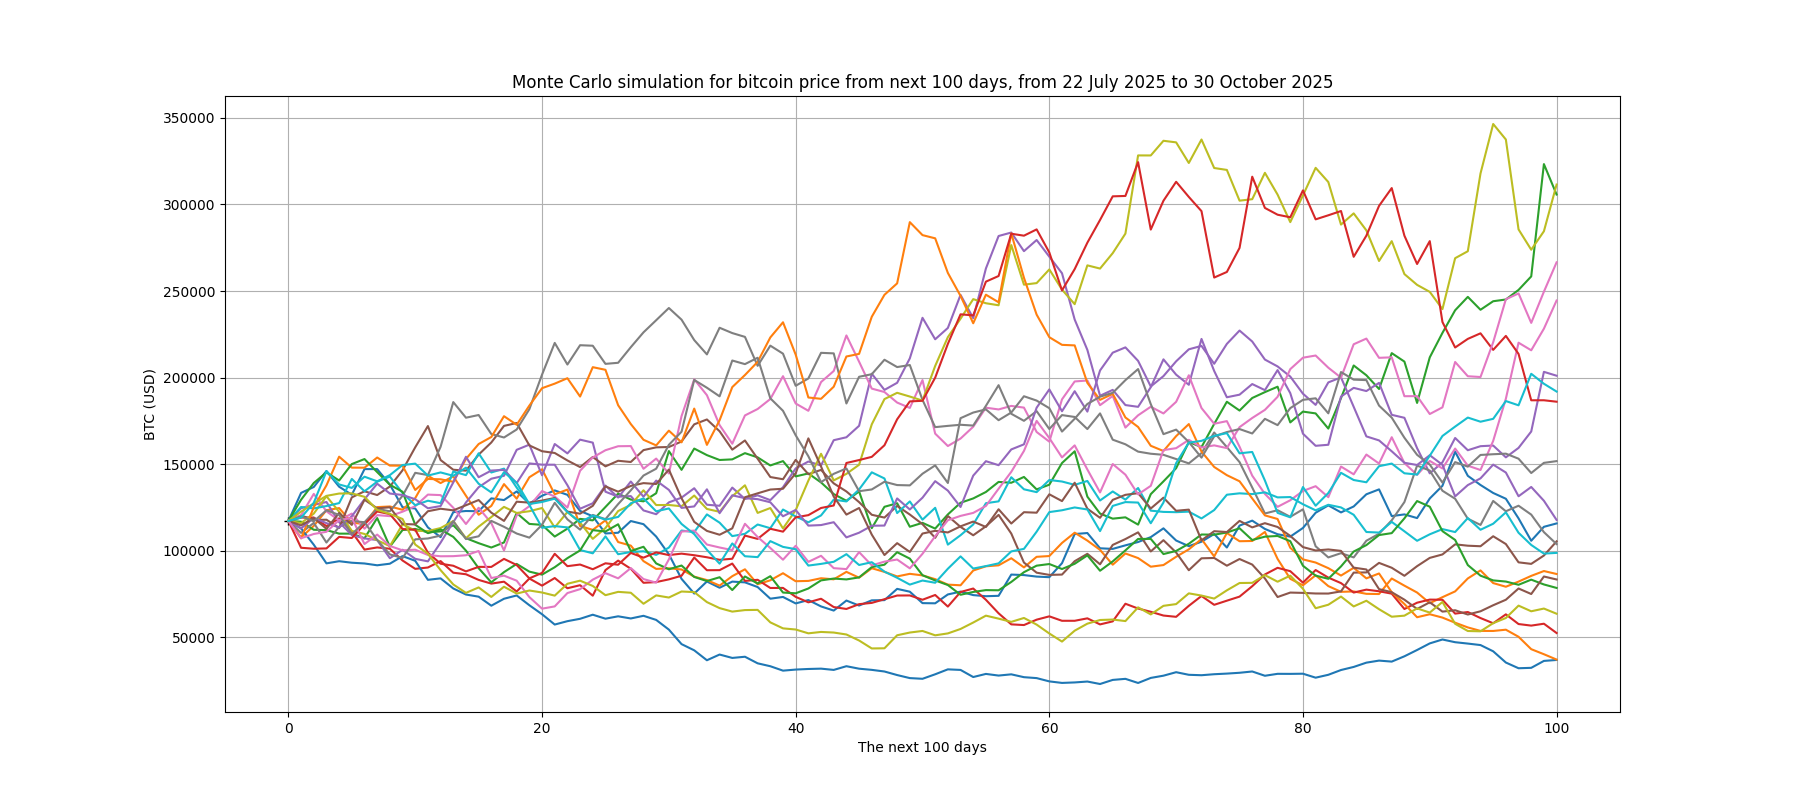 Monte Carlo simulation for bitcoin price from next 100 days, from 22 July 2025 to 30 October 2025
350000
300000
250000
200000
150000
100000
50000
BTC (USD)
0 20 40 60 80 100
The next 100 days